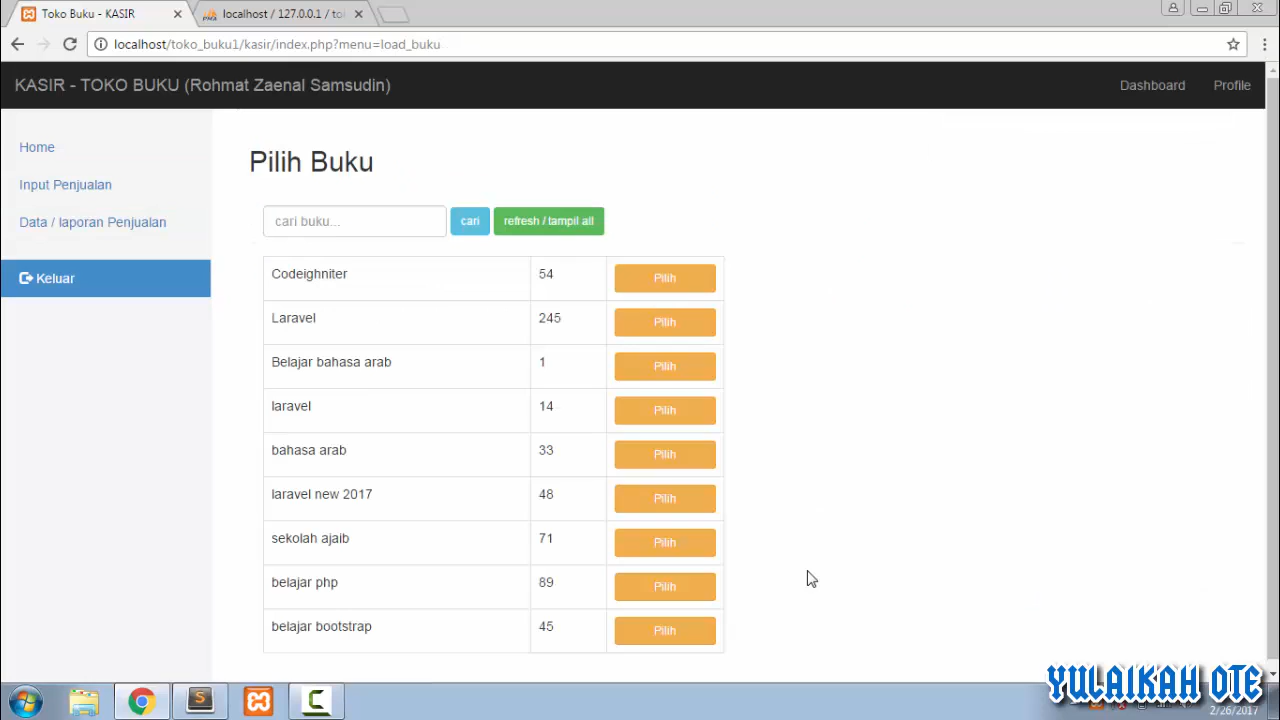 Toko Buku - KASIR
localhost / 127.0.0.1 / tok
localhost/toko_buku1/kasir/index.php?menu=load_buku
KASIR - TOKO BUKU (Rohmat Zaenal Samsudin)
Dashboard
Profile
Home
Input Penjualan
Data / laporan Penjualan
Keluar
Pilih Buku
cari buku...
cari
refresh / tampil all
Codeighniter 54 Pilih
Laravel 245 Pilih
Belajar bahasa arab 1 Pilih
laravel 14 Pilih
bahasa arab 33 Pilih
laravel new 2017 48 Pilih
sekolah ajaib 71 Pilih
belajar php 89 Pilih
belajar bootstrap 45 Pilih
YULAIKAH OTE
2/26/2017